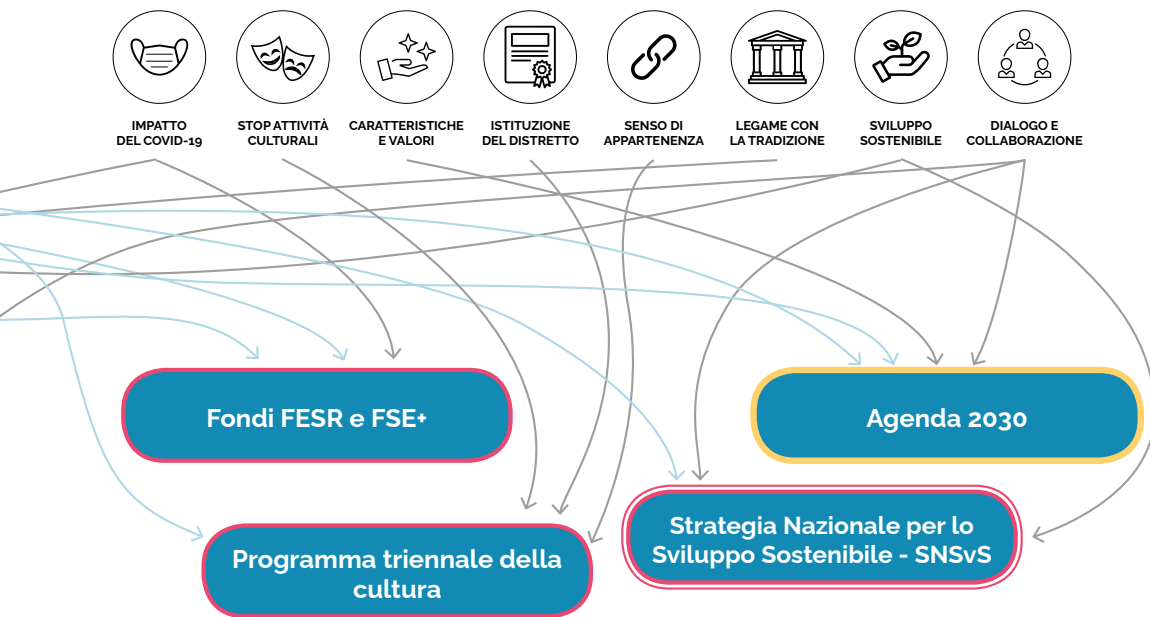 IMPATTO
DEL COVID-19
STOP ATTIVITÀ
CULTURALI
CARATTERISTICHE
E VALORI
ISTITUZIONE
DEL DISTRETTO
SENSO DI
APPARTENENZA
LEGAME CON
LA TRADIZIONE
SVILUPPO
SOSTENIBILE
DIALOGO E
COLLABORAZIONE
Fondi FESR e FSE+
Agenda 2030
Programma triennale della
cultura
Strategia Nazionale per lo
Sviluppo Sostenibile - SNSvS